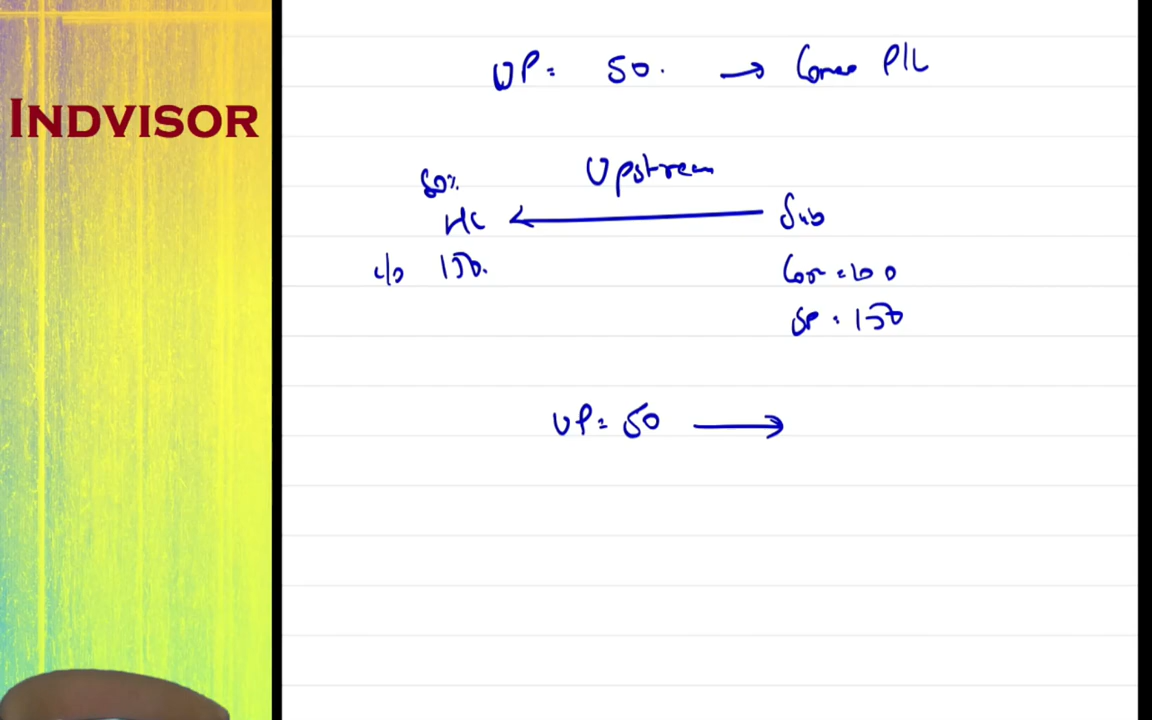 INDVISOR
UP = 50. → Conso P/L
Upstream
80%
HC ← Sub
c/s 150. Cost = 100
SP = 150
UP = 50 →